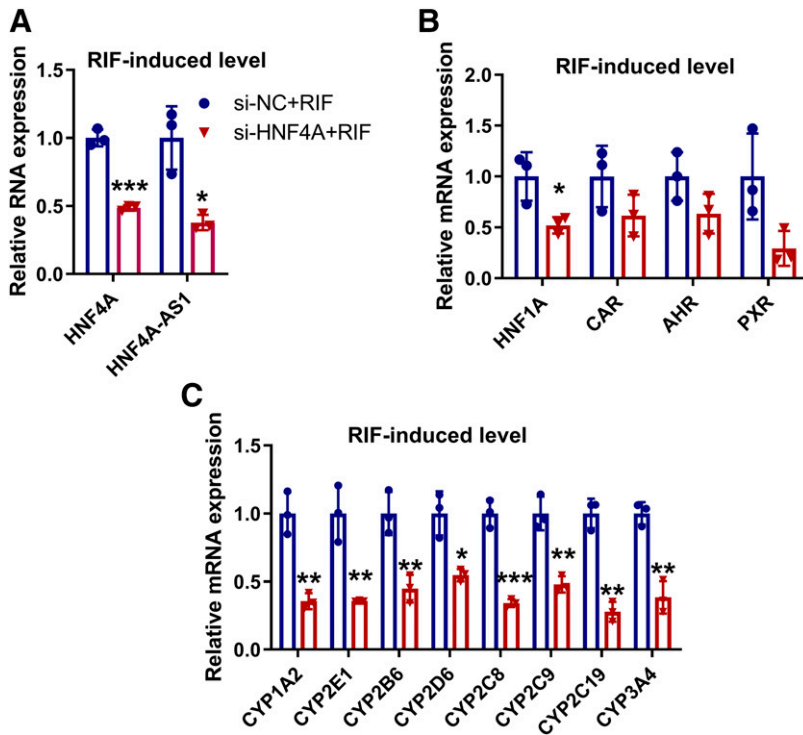 A
RIF-induced level
si-NC+RIF
si-HNF4A+RIF
Relative RNA expression
1.5
1.0
0.5
0.0
***
*
HNF4A
HNF4A-AS1
B
RIF-induced level
Relative mRNA expression
2.0
1.5
1.0
0.5
0.0
*
HNF1A
CAR
AHR
PXR
C
RIF-induced level
Relative mRNA expression
1.5
1.0
0.5
0.0
**
**
**
*
***
**
**
**
CYP1A2
CYP2E1
CYP2B6
CYP2D6
CYP2C8
CYP2C9
CYP2C19
CYP3A4